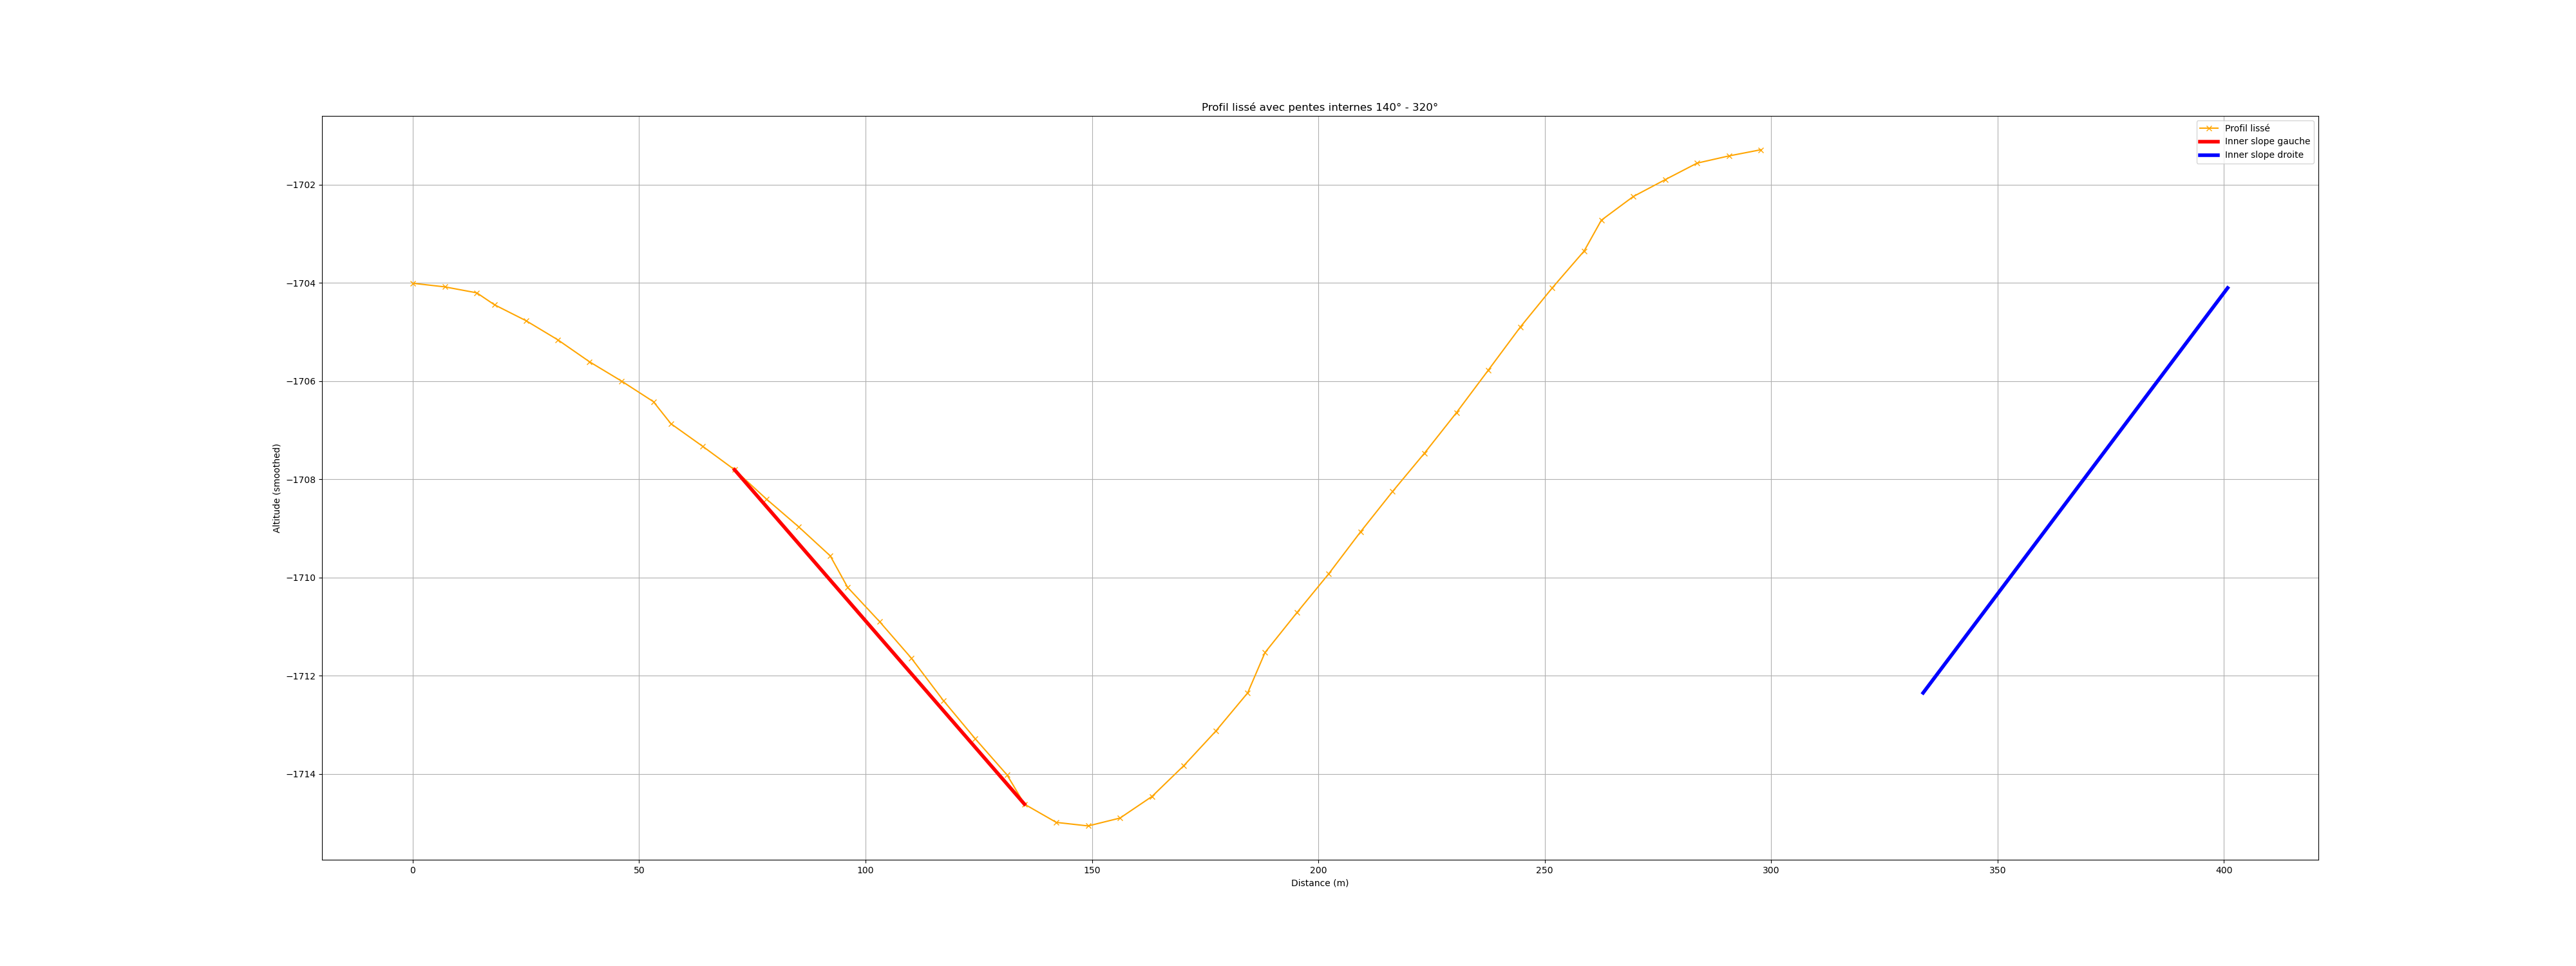 Profil lissé avec pentes internes 140° - 320°
Profil lissé
Inner slope gauche
Inner slope droite
Altitude (smoothed)
−1702
−1704
−1706
−1708
−1710
−1712
−1714
0 50 100 150 200 250 300 350 400
Distance (m)